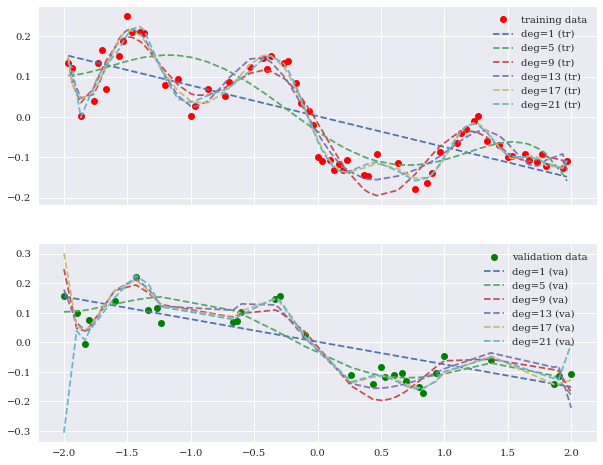 training data
deg=1 (tr)
deg=5 (tr)
deg=9 (tr)
deg=13 (tr)
deg=17 (tr)
deg=21 (tr)
0.2
0.1
0.0
−0.1
−0.2
validation data
deg=1 (va)
deg=5 (va)
deg=9 (va)
deg=13 (va)
deg=17 (va)
deg=21 (va)
0.3
0.2
0.1
0.0
−0.1
−0.2
−0.3
−2.0 −1.5 −1.0 −0.5 0.0 0.5 1.0 1.5 2.0